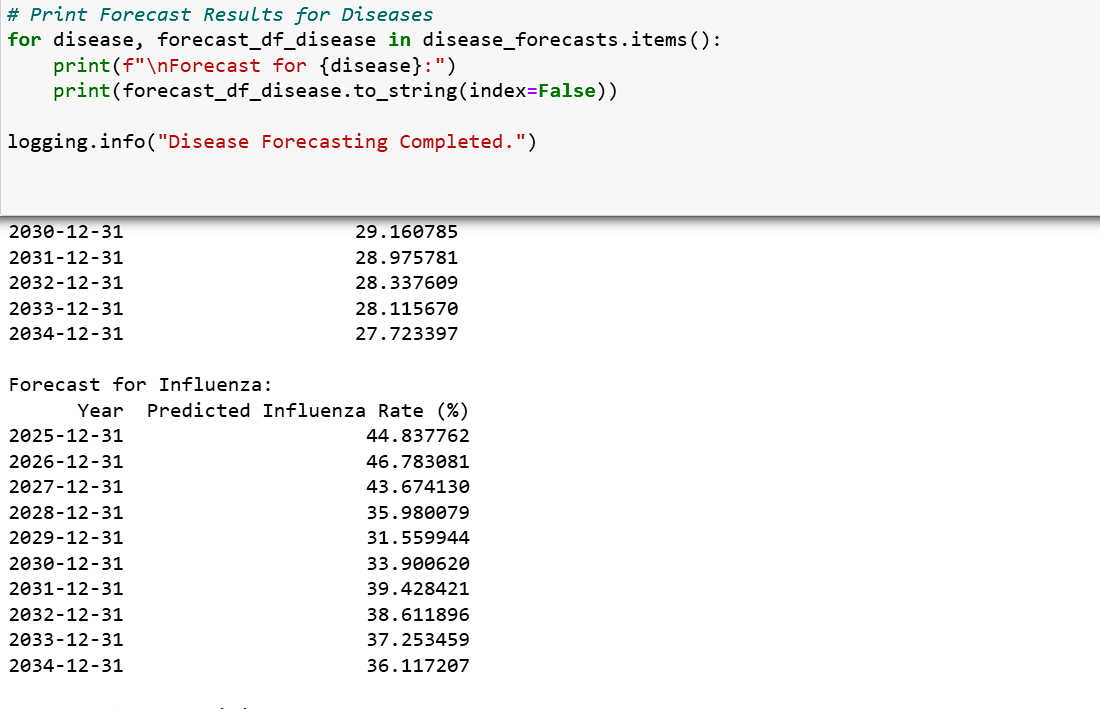 # Print Forecast Results for Diseases
for disease, forecast_df_disease in disease_forecasts.items():
    print(f"\nForecast for {disease}:")
    print(forecast_df_disease.to_string(index=False))
logging.info("Disease Forecasting Completed.")
2030-12-31                    29.160785
2031-12-31                    28.975781
2032-12-31                    28.337609
2033-12-31                    28.115670
2034-12-31                    27.723397
Forecast for Influenza:
      Year  Predicted Influenza Rate (%)
2025-12-31                     44.837762
2026-12-31                     46.783081
2027-12-31                     43.674130
2028-12-31                     35.980079
2029-12-31                     31.559944
2030-12-31                     33.900620
2031-12-31                     39.428421
2032-12-31                     38.611896
2033-12-31                     37.253459
2034-12-31                     36.117207